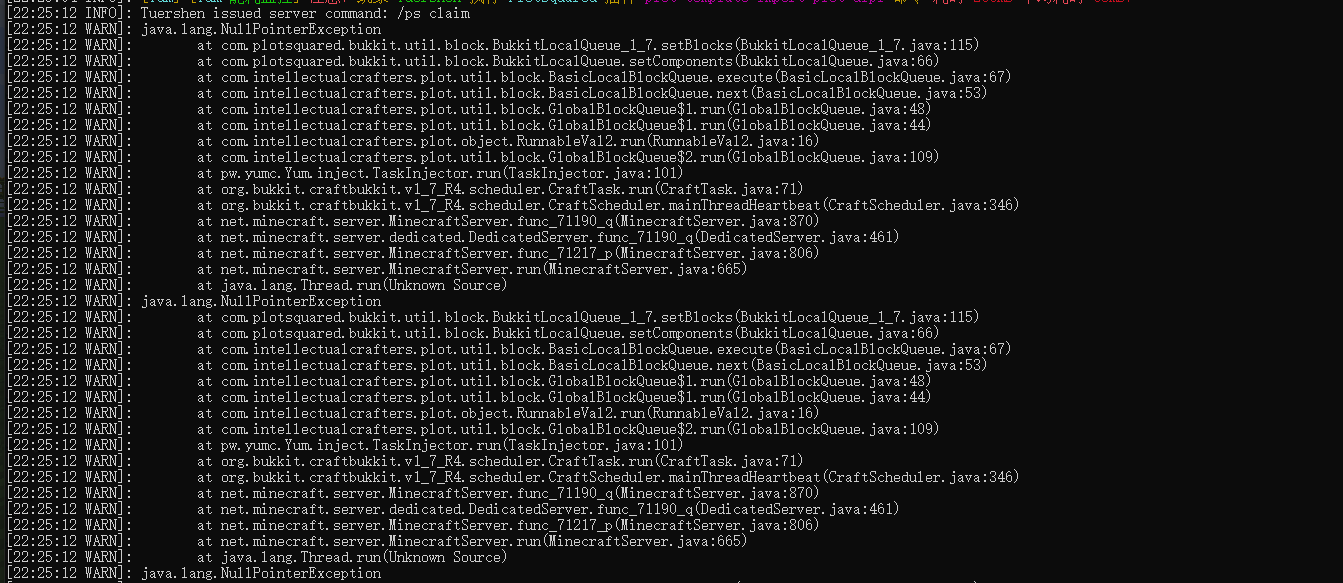 [22:25:12 INFO]: Tuershen issued server command: /ps claim
[22:25:12 WARN]: java.lang.NullPointerException
[22:25:12 WARN]: at com.plotsquared.bukkit.util.block.BukkitLocalQueue_1_7.setBlocks(BukkitLocalQueue_1_7.java:115)
[22:25:12 WARN]: at com.plotsquared.bukkit.util.block.BukkitLocalQueue.setComponents(BukkitLocalQueue.java:66)
[22:25:12 WARN]: at com.intellectualcrafters.plot.util.block.BasicLocalBlockQueue.execute(BasicLocalBlockQueue.java:67)
[22:25:12 WARN]: at com.intellectualcrafters.plot.util.block.BasicLocalBlockQueue.next(BasicLocalBlockQueue.java:53)
[22:25:12 WARN]: at com.intellectualcrafters.plot.util.block.GlobalBlockQueue$1.run(GlobalBlockQueue.java:48)
[22:25:12 WARN]: at com.intellectualcrafters.plot.util.block.GlobalBlockQueue$1.run(GlobalBlockQueue.java:44)
[22:25:12 WARN]: at com.intellectualcrafters.plot.object.RunnableVal2.run(RunnableVal2.java:16)
[22:25:12 WARN]: at com.intellectualcrafters.plot.util.block.GlobalBlockQueue$2.run(GlobalBlockQueue.java:109)
[22:25:12 WARN]: at pw.yumc.Yum.inject.TaskInjector.run(TaskInjector.java:101)
[22:25:12 WARN]: at org.bukkit.craftbukkit.v1_7_R4.scheduler.CraftTask.run(CraftTask.java:71)
[22:25:12 WARN]: at org.bukkit.craftbukkit.v1_7_R4.scheduler.CraftScheduler.mainThreadHeartbeat(CraftScheduler.java:346)
[22:25:12 WARN]: at net.minecraft.server.MinecraftServer.func_71190_q(MinecraftServer.java:870)
[22:25:12 WARN]: at net.minecraft.server.dedicated.DedicatedServer.func_71190_q(DedicatedServer.java:461)
[22:25:12 WARN]: at net.minecraft.server.MinecraftServer.func_71217_p(MinecraftServer.java:806)
[22:25:12 WARN]: at net.minecraft.server.MinecraftServer.run(MinecraftServer.java:665)
[22:25:12 WARN]: at java.lang.Thread.run(Unknown Source)
[22:25:12 WARN]: java.lang.NullPointerException
[22:25:12 WARN]: at com.plotsquared.bukkit.util.block.BukkitLocalQueue_1_7.setBlocks(BukkitLocalQueue_1_7.java:115)
[22:25:12 WARN]: at com.plotsquared.bukkit.util.block.BukkitLocalQueue.setComponents(BukkitLocalQueue.java:66)
[22:25:12 WARN]: at com.intellectualcrafters.plot.util.block.BasicLocalBlockQueue.execute(BasicLocalBlockQueue.java:67)
[22:25:12 WARN]: at com.intellectualcrafters.plot.util.block.BasicLocalBlockQueue.next(BasicLocalBlockQueue.java:53)
[22:25:12 WARN]: at com.intellectualcrafters.plot.util.block.GlobalBlockQueue$1.run(GlobalBlockQueue.java:48)
[22:25:12 WARN]: at com.intellectualcrafters.plot.util.block.GlobalBlockQueue$1.run(GlobalBlockQueue.java:44)
[22:25:12 WARN]: at com.intellectualcrafters.plot.object.RunnableVal2.run(RunnableVal2.java:16)
[22:25:12 WARN]: at com.intellectualcrafters.plot.util.block.GlobalBlockQueue$2.run(GlobalBlockQueue.java:109)
[22:25:12 WARN]: at pw.yumc.Yum.inject.TaskInjector.run(TaskInjector.java:101)
[22:25:12 WARN]: at org.bukkit.craftbukkit.v1_7_R4.scheduler.CraftTask.run(CraftTask.java:71)
[22:25:12 WARN]: at org.bukkit.craftbukkit.v1_7_R4.scheduler.CraftScheduler.mainThreadHeartbeat(CraftScheduler.java:346)
[22:25:12 WARN]: at net.minecraft.server.MinecraftServer.func_71190_q(MinecraftServer.java:870)
[22:25:12 WARN]: at net.minecraft.server.dedicated.DedicatedServer.func_71190_q(DedicatedServer.java:461)
[22:25:12 WARN]: at net.minecraft.server.MinecraftServer.func_71217_p(MinecraftServer.java:806)
[22:25:12 WARN]: at net.minecraft.server.MinecraftServer.run(MinecraftServer.java:665)
[22:25:12 WARN]: at java.lang.Thread.run(Unknown Source)
[22:25:12 WARN]: java.lang.NullPointerException